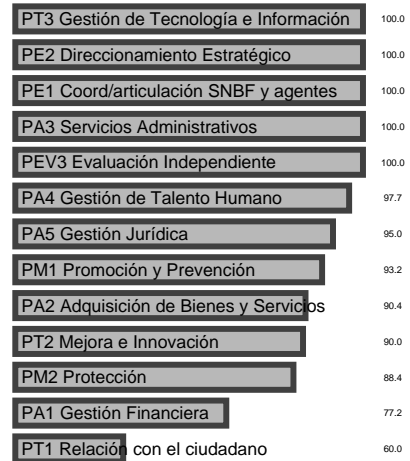 PT3 Gestión de Tecnología e Información 100.0
PE2 Direccionamiento Estratégico 100.0
PE1 Coord/articulación SNBF y agentes 100.0
PA3 Servicios Administrativos 100.0
PEV3 Evaluación Independiente 100.0
PA4 Gestión de Talento Humano 97.7
PA5 Gestión Jurídica 95.0
PM1 Promoción y Prevención 93.2
PA2 Adquisición de Bienes y Servicios 90.4
PT2 Mejora e Innovación 90.0
PM2 Protección 88.4
PA1 Gestión Financiera 77.2
PT1 Relación con el ciudadano 60.0